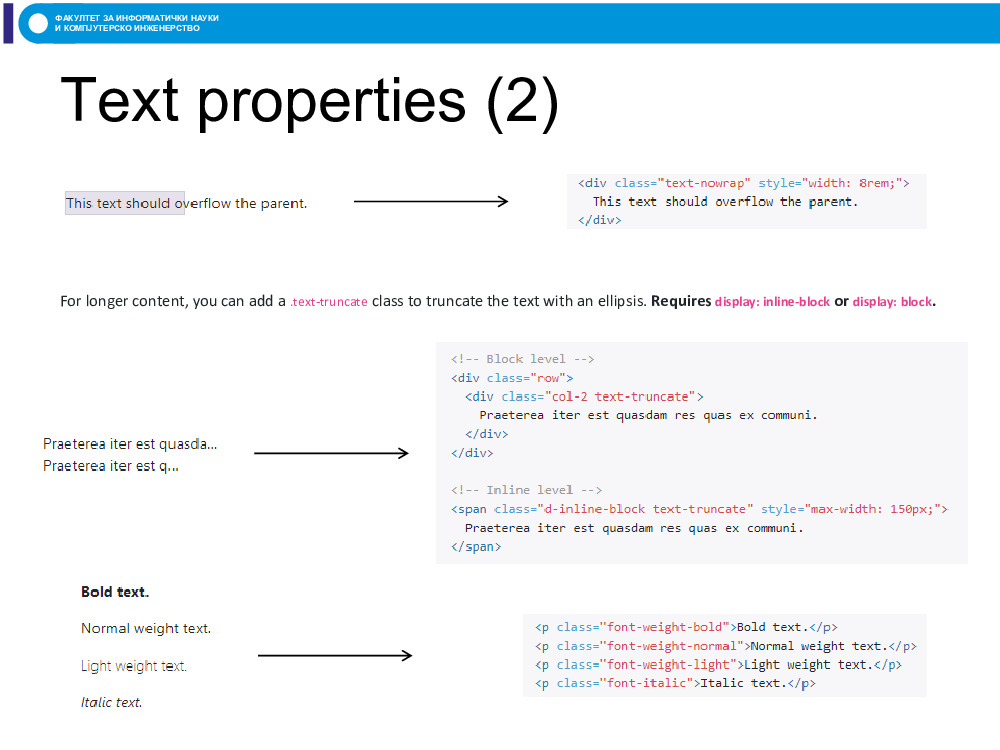 ФАКУЛТЕТ ЗА ИНФОРМАТИЧКИ НАУКИ
И КОМПЈУТЕРСКО ИНЖЕНЕРСТВО
Text properties (2)
This text should overflow the parent.
<div class="text-nowrap" style="width: 8rem;">
  This text should overflow the parent.
</div>
For longer content, you can add a .text-truncate class to truncate the text with an ellipsis. Requires display: inline-block or display: block.
Praeterea iter est quasda...
Praeterea iter est q...
<!-- Block level -->
<div class="row">
  <div class="col-2 text-truncate">
    Praeterea iter est quasdam res quas ex communi.
  </div>
</div>
<!-- Inline level -->
<span class="d-inline-block text-truncate" style="max-width: 150px;">
  Praeterea iter est quasdam res quas ex communi.
</span>
Bold text.
Normal weight text.
Light weight text.
Italic text.
<p class="font-weight-bold">Bold text.</p>
<p class="font-weight-normal">Normal weight text.</p>
<p class="font-weight-light">Light weight text.</p>
<p class="font-italic">Italic text.</p>